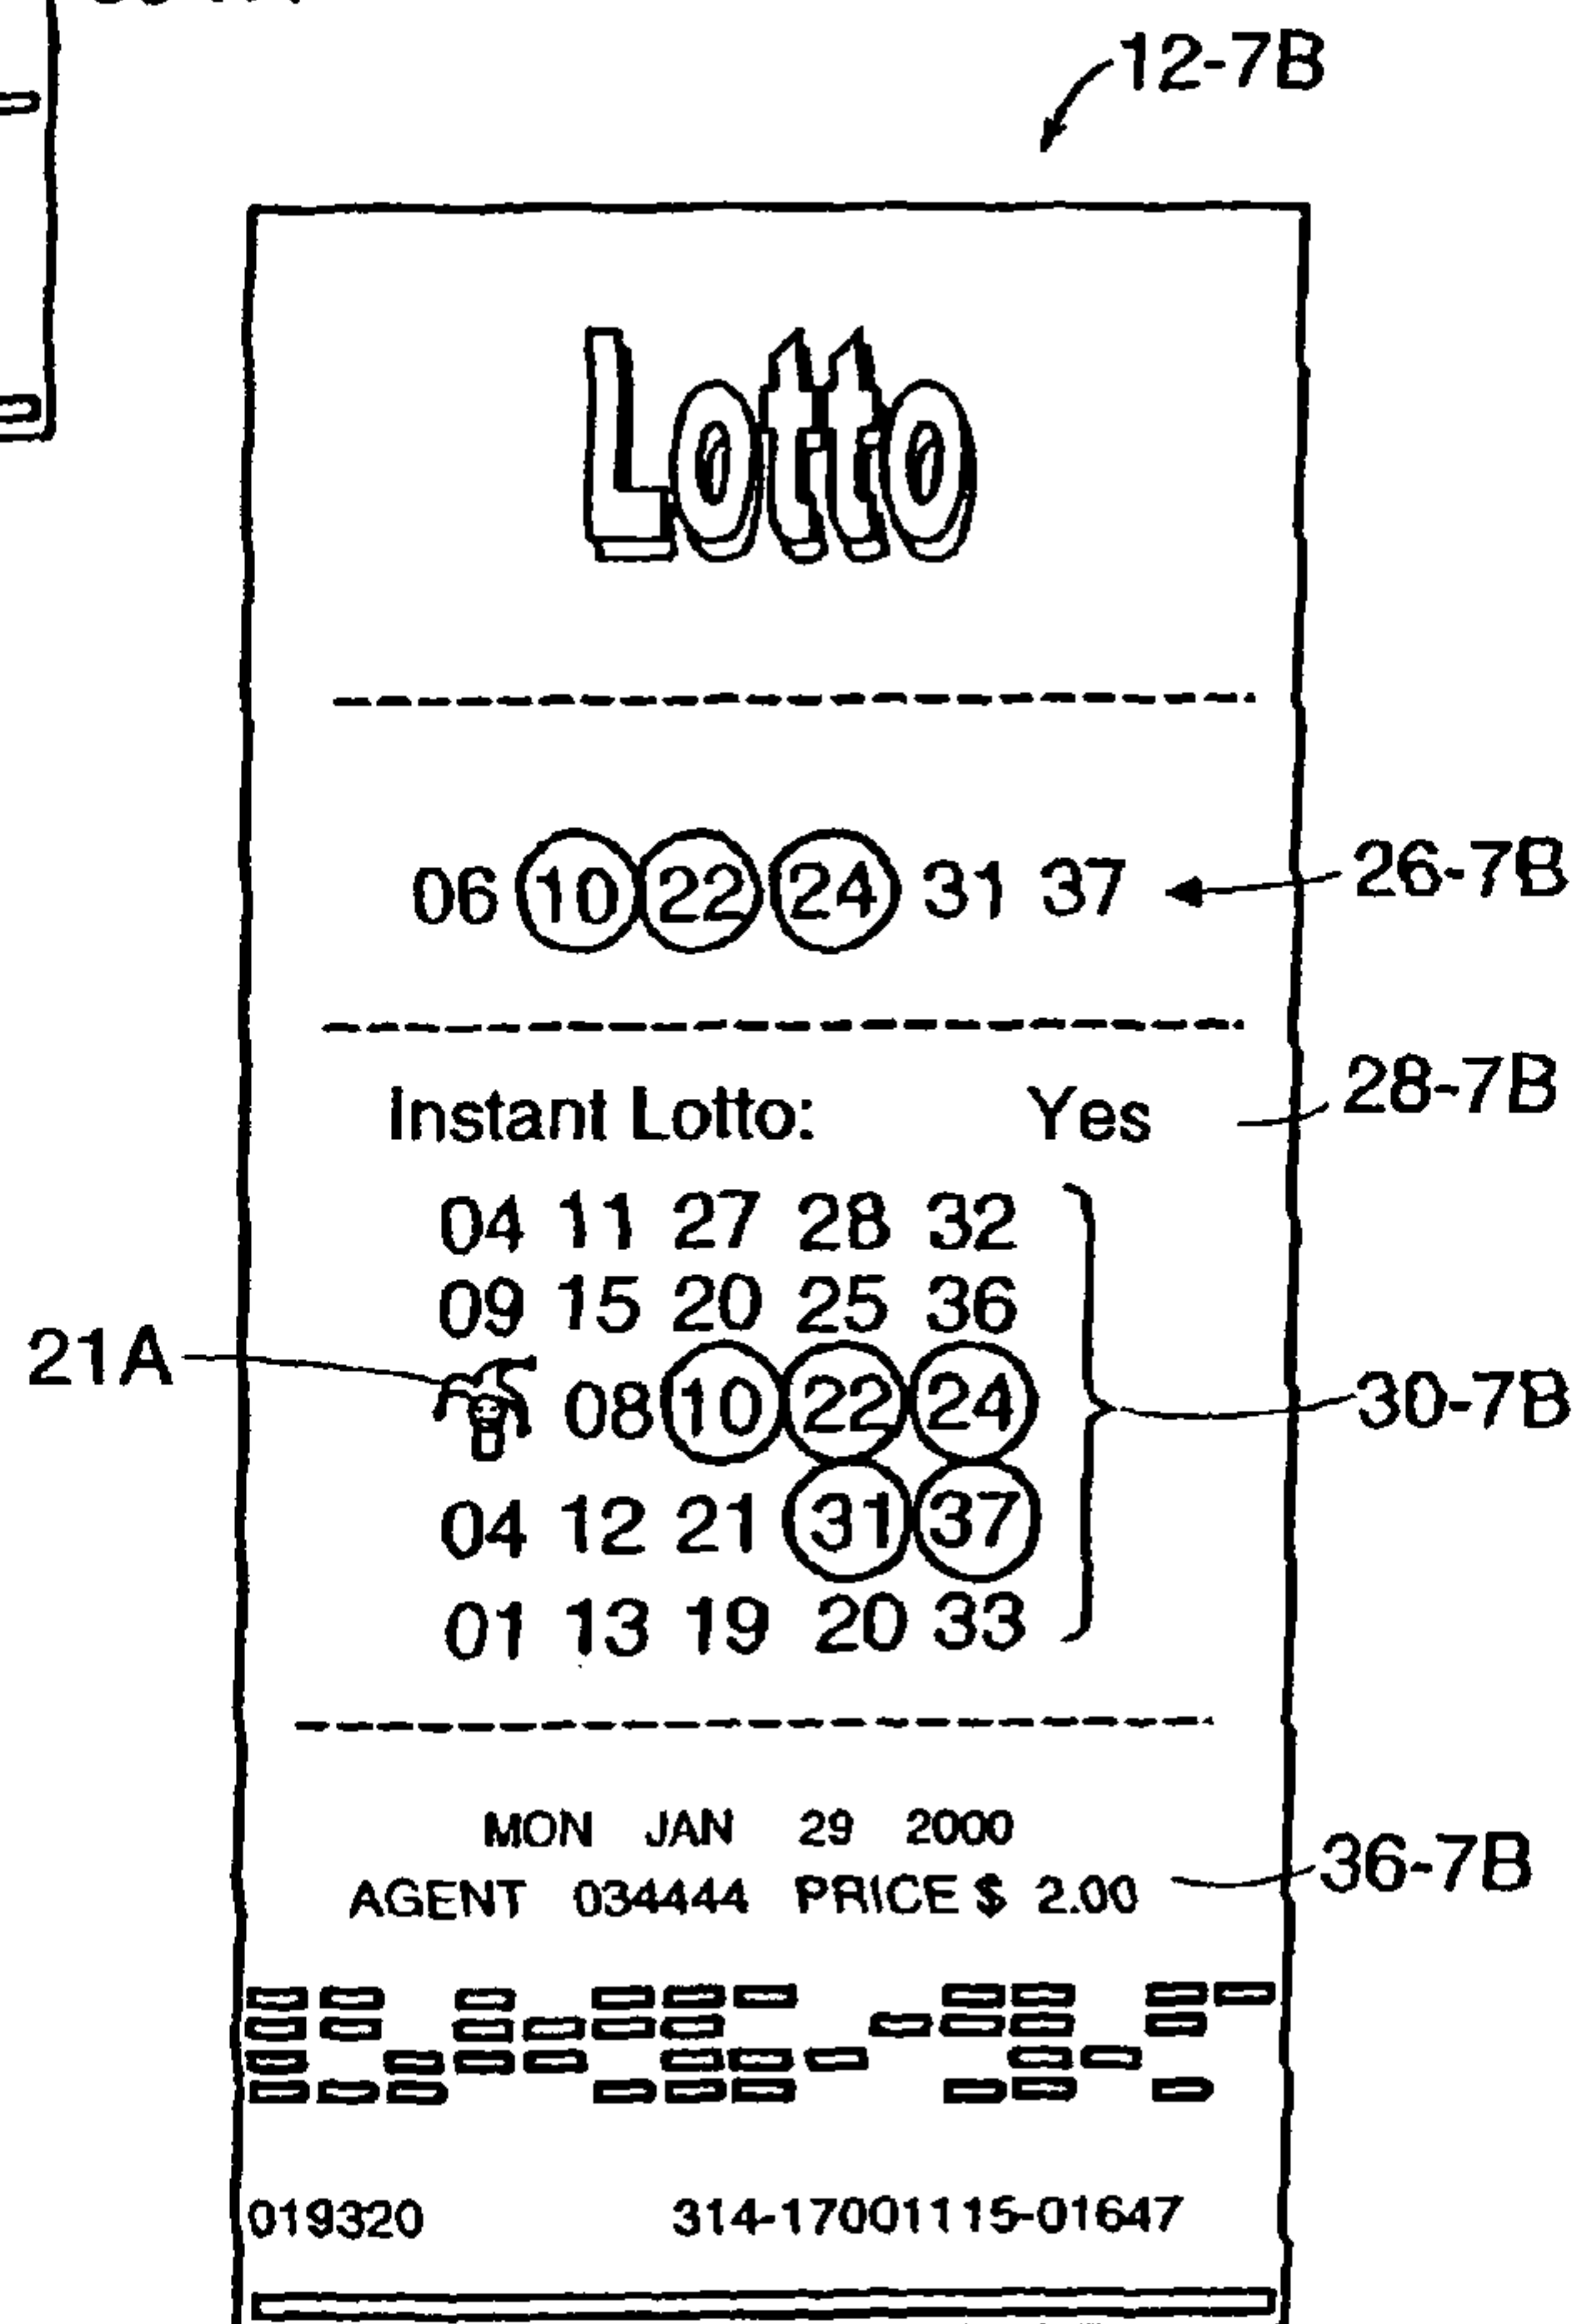 12-7B
Lotto
06 10 22 24 31 37 26-7B
Instant Lotto: Yes 28-7B
04 11 27 28 32
09 15 20 25 36
21A 08 10 22 24 30-7B
04 12 21 31 37
01 13 19 20 33
MON JAN 29 2000
AGENT 034444 PRICE $ 2.00 36-7B
019320 314-17001115-01647